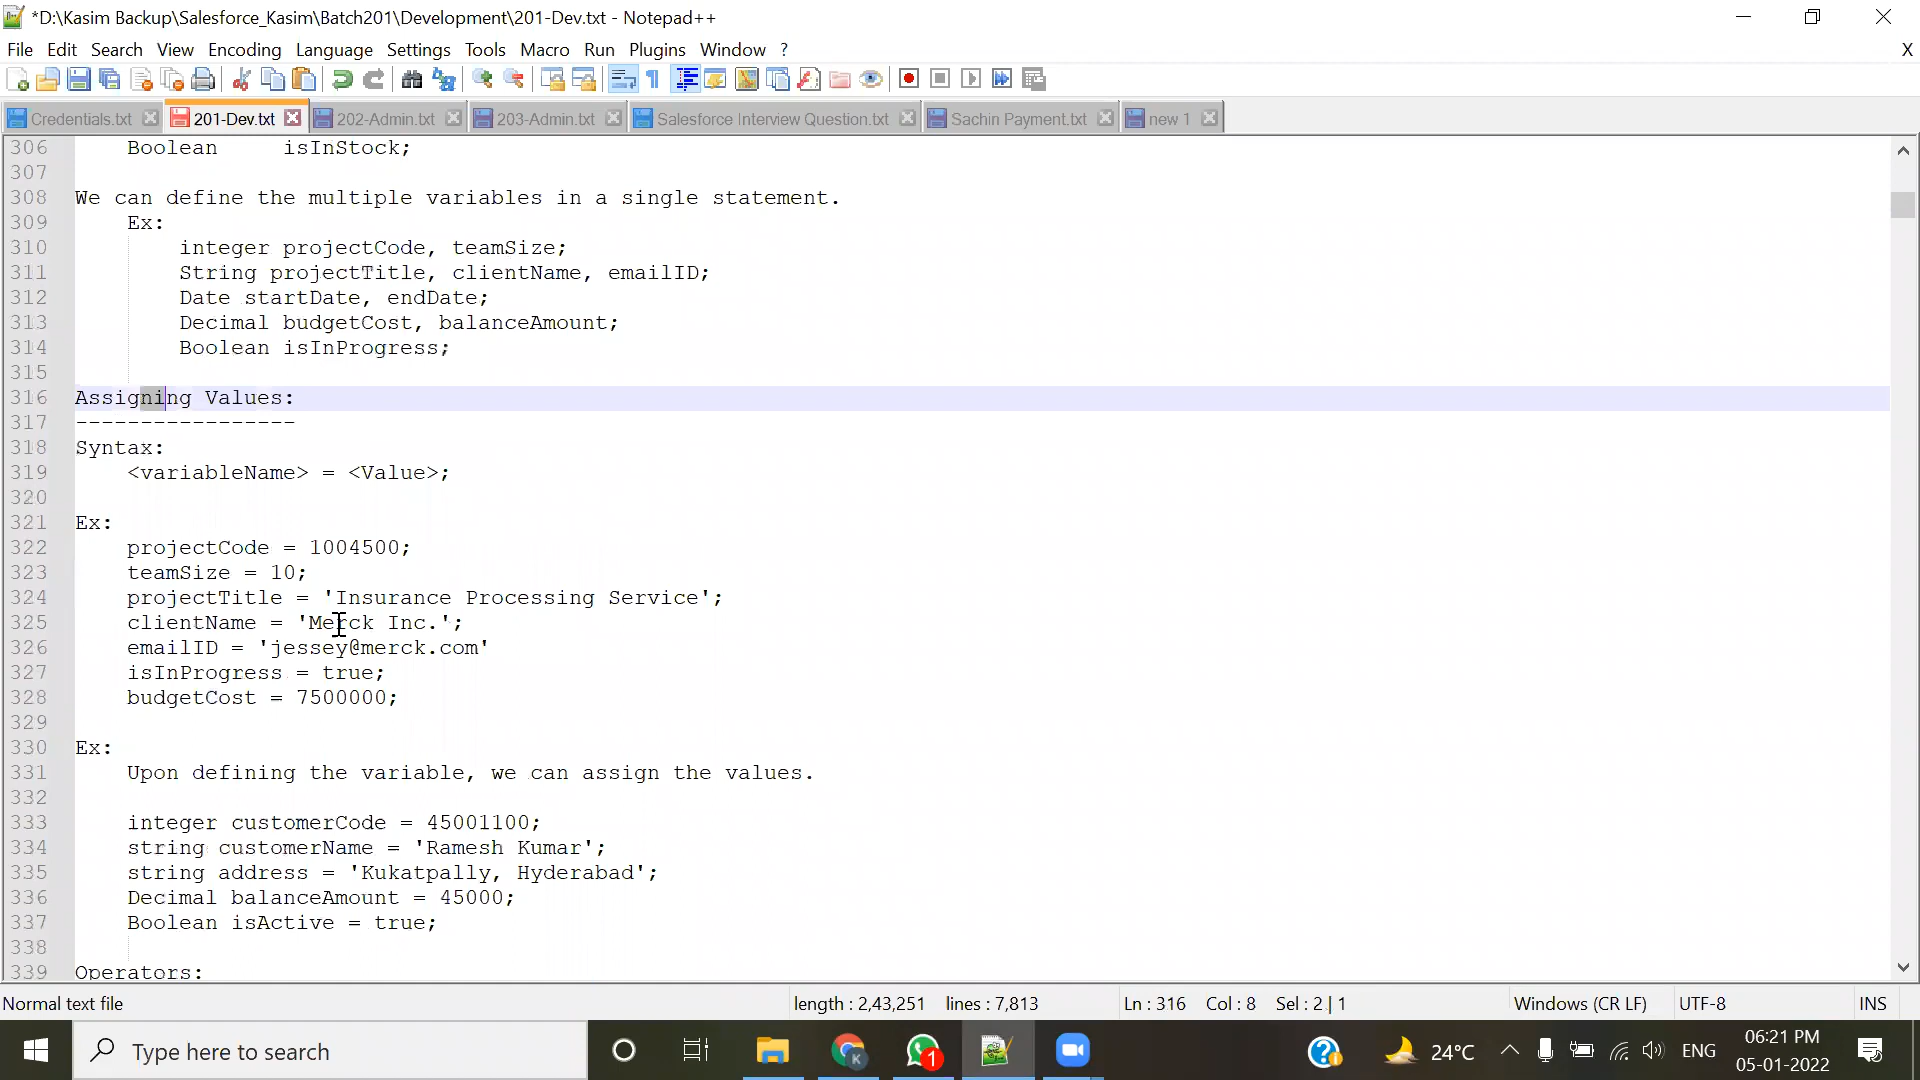 *D:\Kasim Backup\Salesforce_Kasim\Batch201\Development\201-Dev.txt - Notepad++
File Edit Search View Encoding Language Settings Tools Macro Run Plugins Window ? X
Credentials.txt 201-Dev.txt 202-Admin.txt 203-Admin.txt Salesforce Interview Question.txt Sachin Payment.txt new 1
306 Boolean isInStock;
307
308 We can define the multiple variables in a single statement.
309 Ex:
310 integer projectCode, teamSize;
311 String projectTitle, clientName, emailID;
312 Date startDate, endDate;
313 Decimal budgetCost, balanceAmount;
314 Boolean isInProgress;
315
316 Assigning Values:
317 -----------------
318 Syntax:
319 <variableName> = <Value>;
320
321 Ex:
322 projectCode = 1004500;
323 teamSize = 10;
324 projectTitle = 'Insurance Processing Service';
325 clientName = 'Merck Inc.';
326 emailID = 'jessey@merck.com'
327 isInProgress = true;
328 budgetCost = 7500000;
329
330 Ex:
331 Upon defining the variable, we can assign the values.
332
333 integer customerCode = 45001100;
334 string customerName = 'Ramesh Kumar';
335 string address = 'Kukatpally, Hyderabad';
336 Decimal balanceAmount = 45000;
337 Boolean isActive = true;
338
339 Operators:
Normal text file length : 2,43,251 lines : 7,813 Ln : 316 Col : 8 Sel : 2 | 1 Windows (CR LF) UTF-8 INS
Type here to search K 1 24°C ENG 06:21 PM
05-01-2022